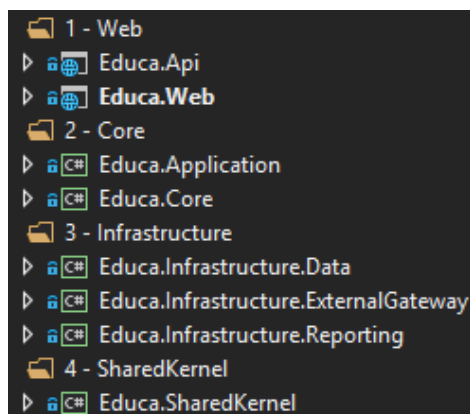 1 - Web
Educa.Api
Educa.Web
2 - Core
C# Educa.Application
C# Educa.Core
3 - Infrastructure
C# Educa.Infrastructure.Data
C# Educa.Infrastructure.ExternalGateway
C# Educa.Infrastructure.Reporting
4 - SharedKernel
C# Educa.SharedKernel